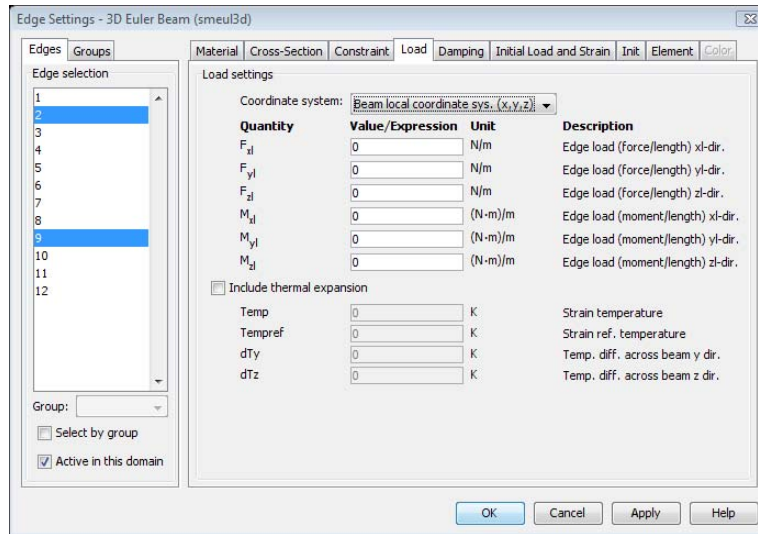 Edge Settings - 3D Euler Beam (smeul3d)
Edges Groups
Material Cross-Section Constraint Load Damping Initial Load and Strain Init Element Color
Edge selection
1
2
3
4
5
6
7
8
9
10
11
12
Group:
Select by group
Active in this domain
Load settings
Coordinate system: Beam local coordinate sys. (x,y,z)
Quantity Value/Expression Unit Description
Fxl 0 N/m Edge load (force/length) xl-dir.
Fyl 0 N/m Edge load (force/length) yl-dir.
Fzl 0 N/m Edge load (force/length) zl-dir.
Mxl 0 (N·m)/m Edge load (moment/length) xl-dir.
Myl 0 (N·m)/m Edge load (moment/length) yl-dir.
Mzl 0 (N·m)/m Edge load (moment/length) zl-dir.
Include thermal expansion
Temp 0 K Strain temperature
Tempref 0 K Strain ref. temperature
dTy 0 K Temp. diff. across beam y dir.
dTz 0 K Temp. diff. across beam z dir.
OK Cancel Apply Help